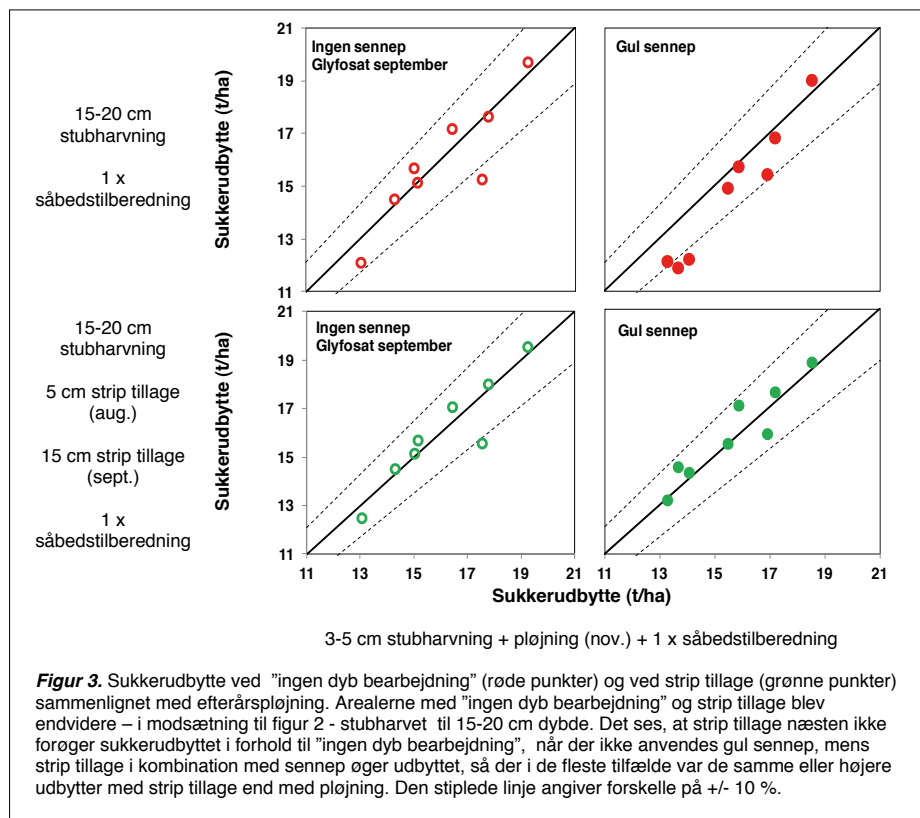 21
19
17
15
13
11
Sukkerudbytte (t/ha)
Ingen sennep
Glyfosat september
Gul sennep
15-20 cm
stubharvning
1 x
såbedstilberedning
21
19
17
15
13
11
Sukkerudbytte (t/ha)
Ingen sennep
Glyfosat september
Gul sennep
15-20 cm
stubharvning
5 cm strip tillage
(aug.)
15 cm strip tillage
(sept.)
1 x
såbedstilberedning
11 13 15 17 19 21 11 13 15 17 19 21
Sukkerudbytte (t/ha)
3-5 cm stubharvning + pløjning (nov.) + 1 x såbedstilberedning
Figur 3. Sukkerudbytte ved ”ingen dyb bearbejdning” (røde punkter) og ved strip tillage (grønne punkter)
sammenlignet med efterårspløjning. Arealerne med ”ingen dyb bearbejdning” og strip tillage blev
endvidere – i modsætning til figur 2 - stubharvet til 15-20 cm dybde. Det ses, at strip tillage næsten ikke
forøger sukkerudbyttet i forhold til ”ingen dyb bearbejdning”, når der ikke anvendes gul sennep, mens
strip tillage i kombination med sennep øger udbyttet, så der i de fleste tilfælde var de samme eller højere
udbytter med strip tillage end med pløjning. Den stiplede linje angiver forskelle på +/- 10 %.